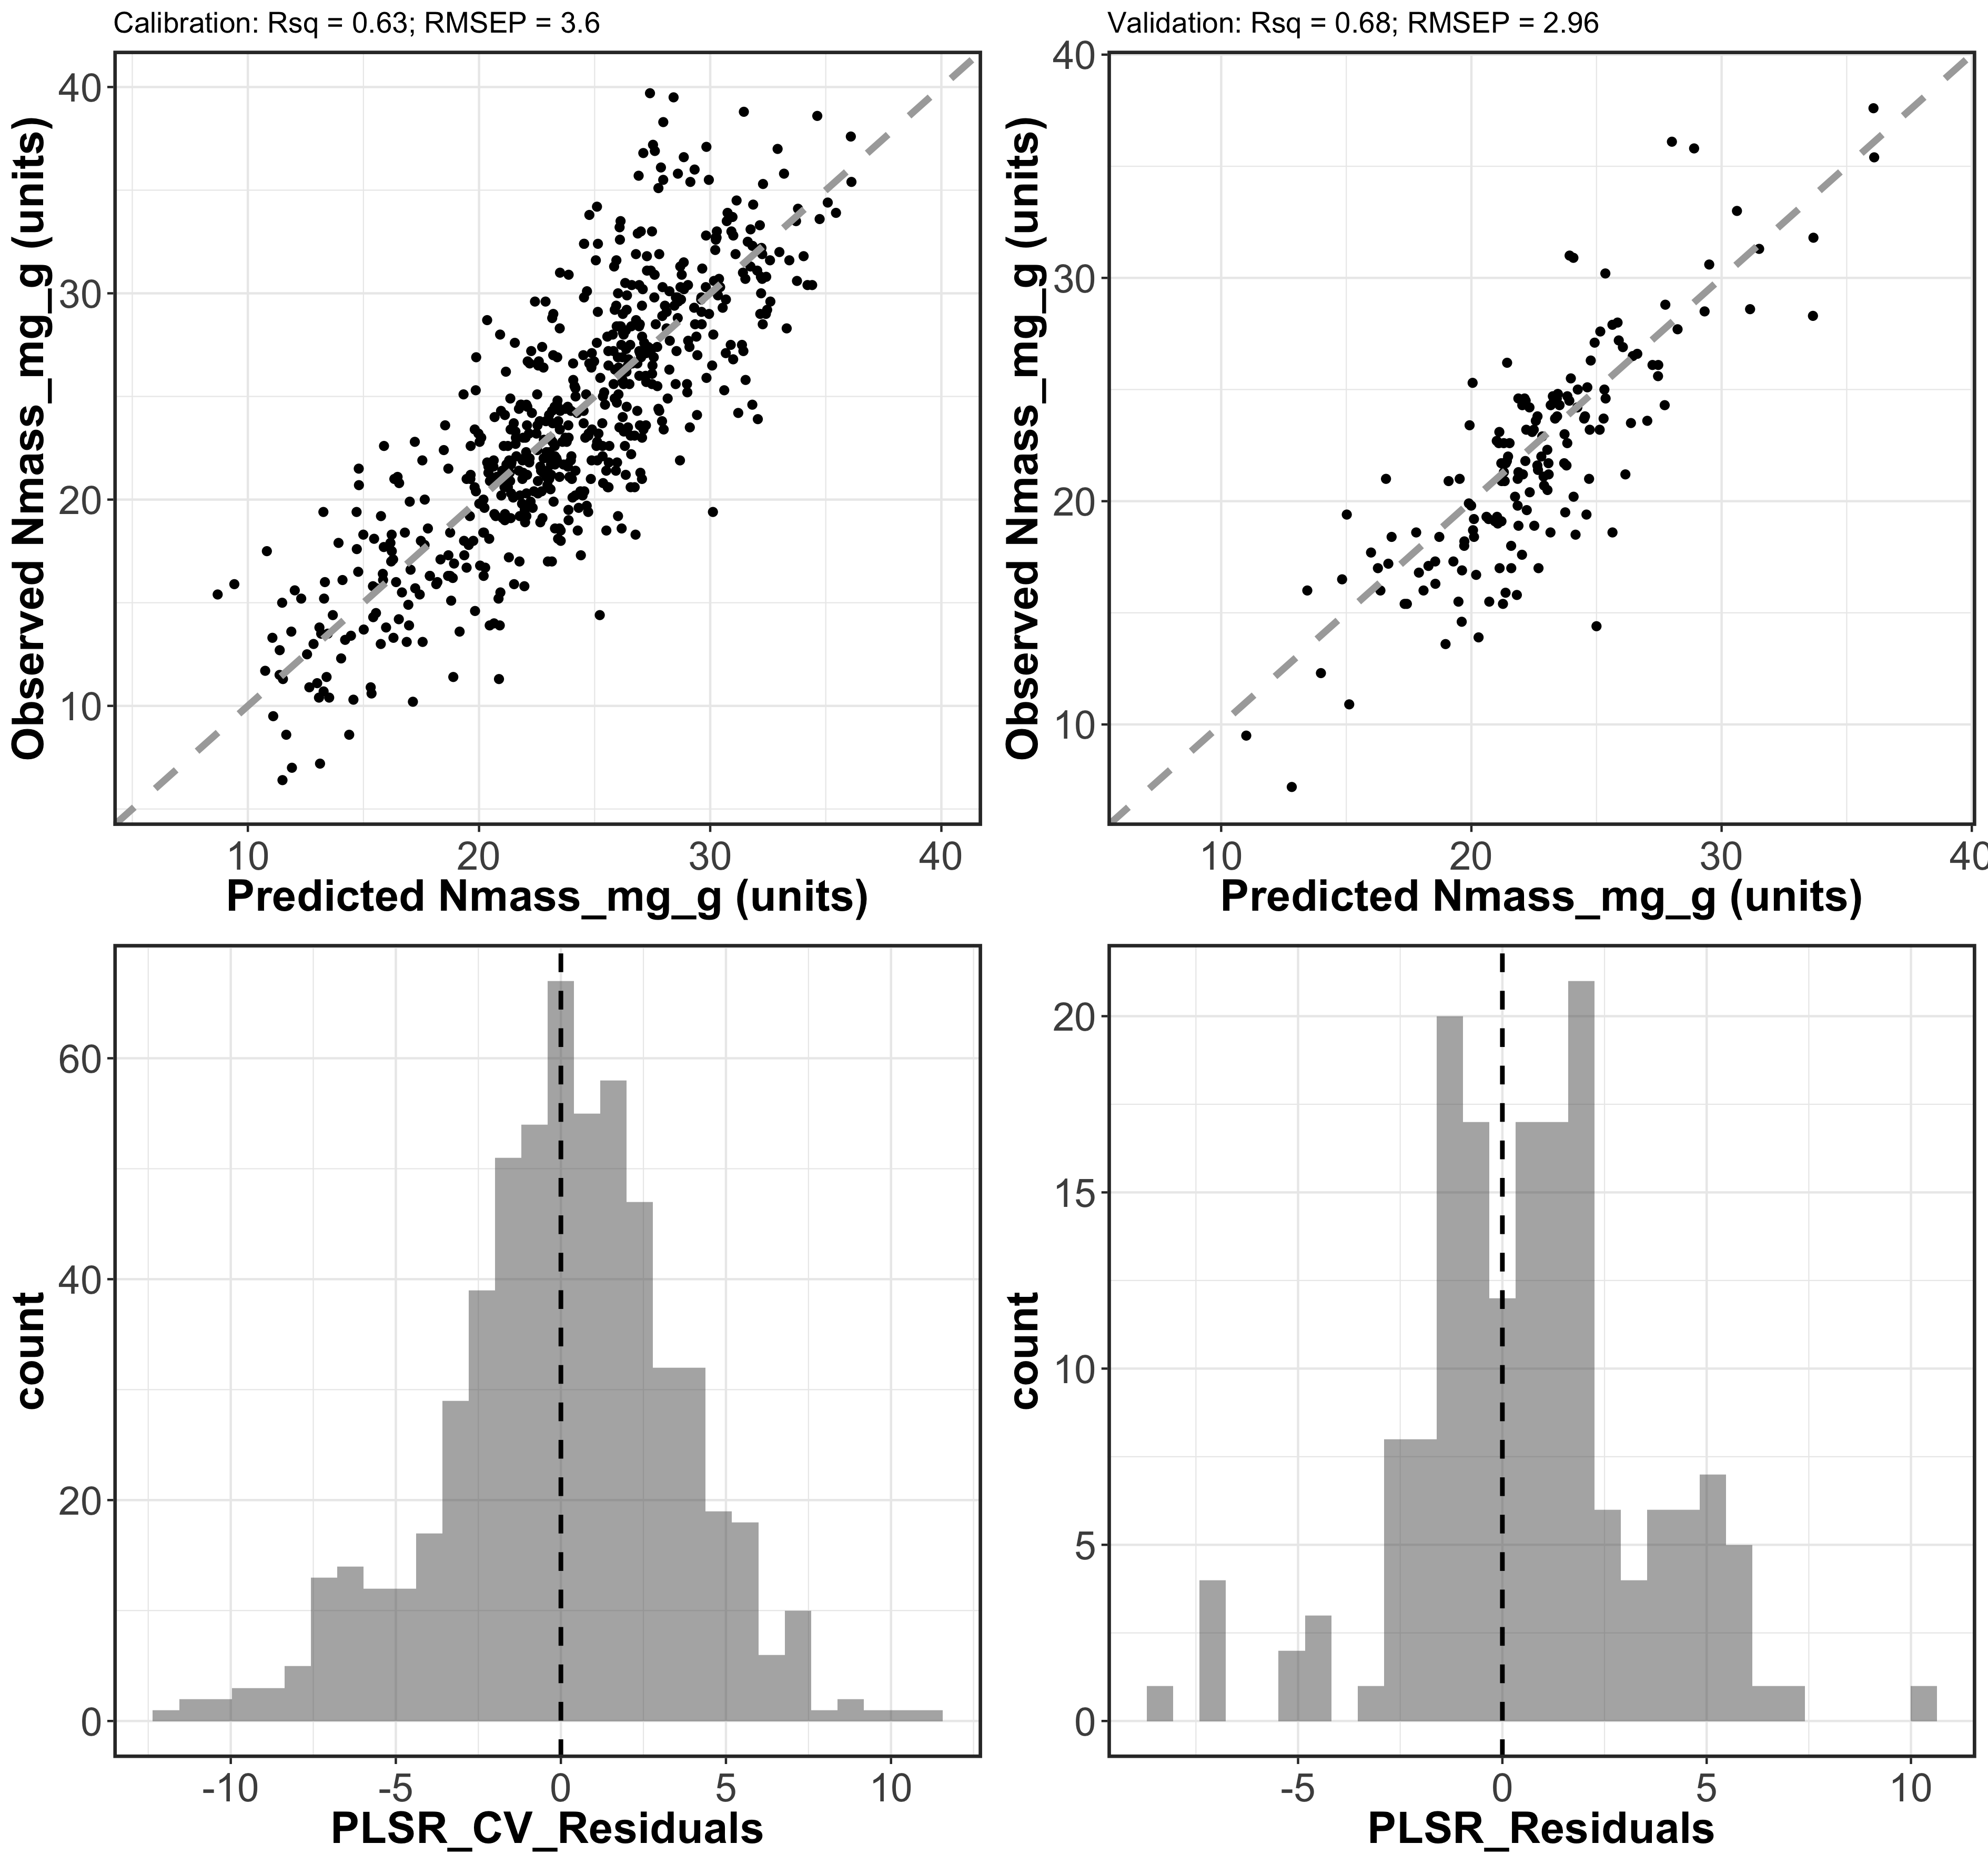 Calibration: Rsq = 0.63; RMSEP = 3.6
40
30
20
10
Observed Nmass_mg_g (units)
10 20 30 40
Predicted Nmass_mg_g (units)
Validation: Rsq = 0.68; RMSEP = 2.96
40
30
20
10
Observed Nmass_mg_g (units)
10 20 30 40
Predicted Nmass_mg_g (units)
60
40
20
0
count
-10 -5 0 5 10
PLSR_CV_Residuals
20
15
10
5
0
count
-5 0 5 10
PLSR_Residuals